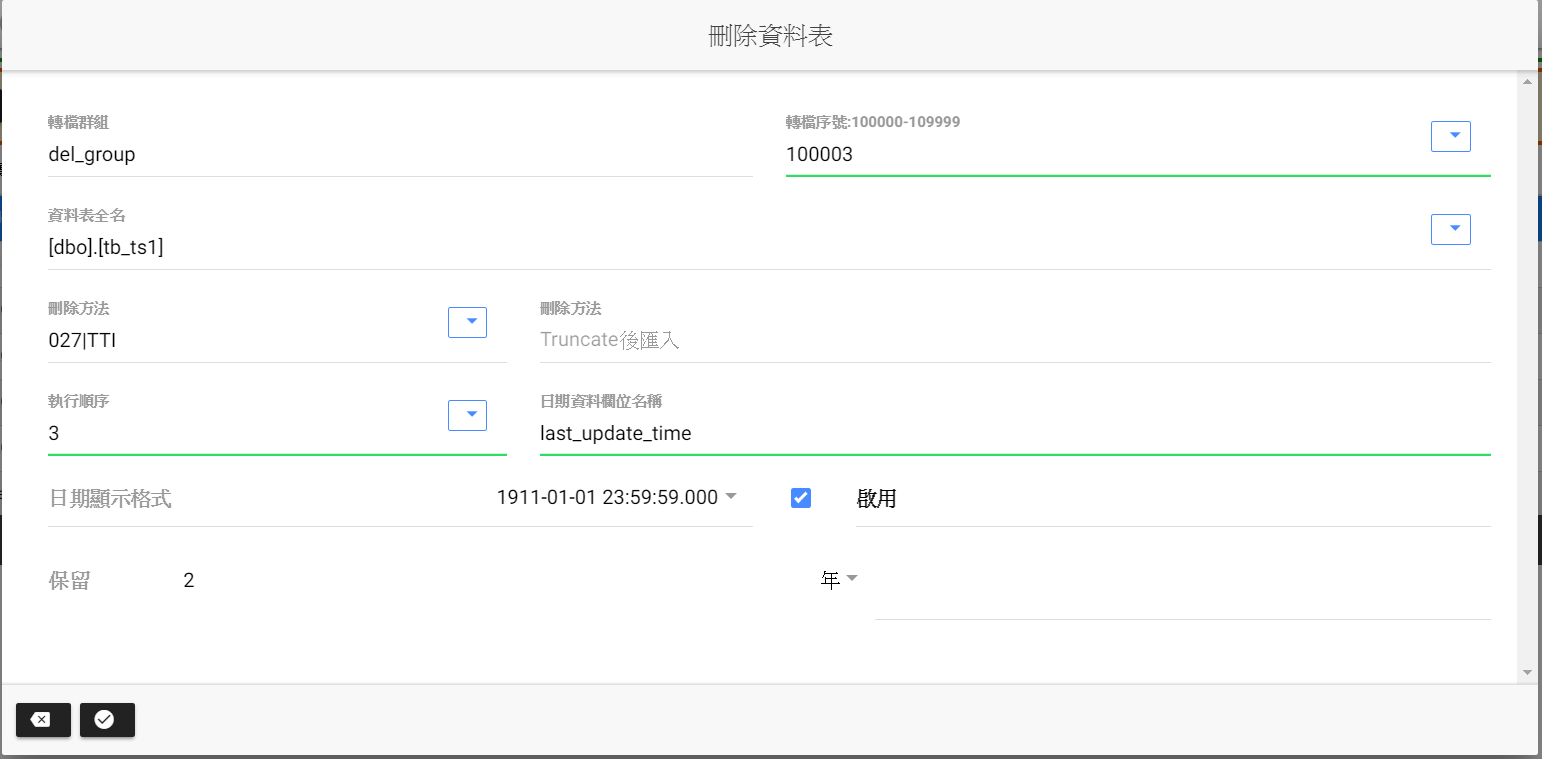 刪除資料表
轉檔群組
del_group
轉檔序號:100000-109999
100003
資料表全名
[dbo].[tb_ts1]
刪除方法
027|TTI
刪除方法
Truncate後匯入
執行順序
3
日期資料欄位名稱
last_update_time
日期顯示格式 1911-01-01 23:59:59.000
啟用
保留 2 年